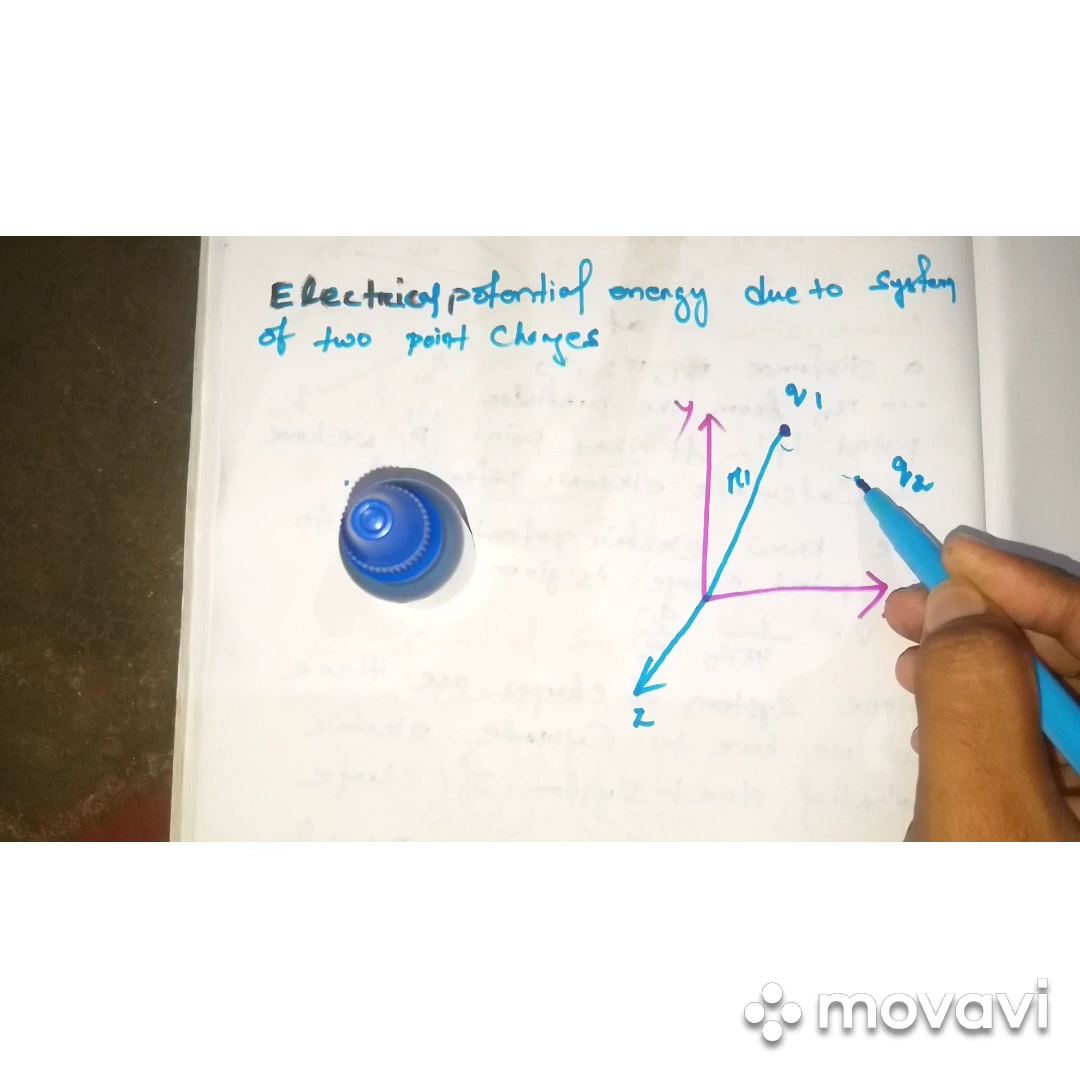 Electrical potential energy due to system
of two point charges
y
q1
r1
q2
z
movavi